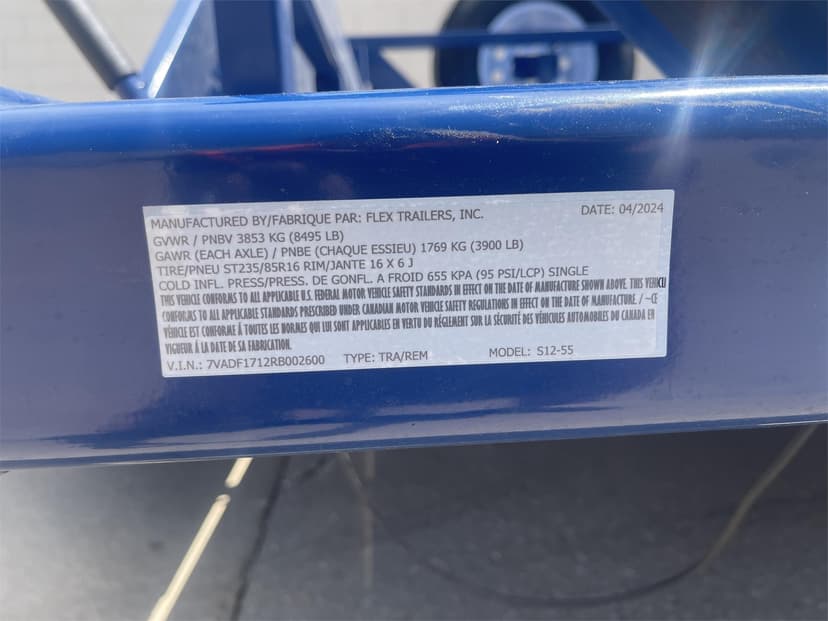 MANUFACTURED BY/FABRIQUE PAR: FLEX TRAILERS, INC. DATE: 04/2024
GVWR / PNBV 3853 KG (8495 LB)
GAWR (EACH AXLE) / PNBE (CHAQUE ESSIEU) 1769 KG (3900 LB)
TIRE/PNEU ST235/85R16 RIM/JANTE 16 X 6 J
COLD INFL. PRESS/PRESS. DE GONFL. A FROID 655 KPA (95 PSI/LCP) SINGLE
THIS VEHICLE CONFORMS TO ALL APPLICABLE U.S. FEDERAL MOTOR VEHICLE SAFETY STANDARDS IN EFFECT ON THE DATE OF MANUFACTURE SHOWN ABOVE. THIS VEHICL
CONFORMS TO ALL APPLICABLE STANDARDS PRESCRIBED UNDER CANADIAN MOTOR VEHICLE SAFETY REGULATIONS IN EFFECT ON THE DATE OF MANUFACTURE. / ~CE
VÉHICLE EST CONFORME Á TOUTES LES NORMES QUI LUI SONT APPLICABLES EN VERTU DU RÉGLEMENT SUR LA SÉCURITÉ DES VÉHICULES AUTOMOBILES DU CANADA EN
VIGUEUR Á LA DATE DE FABRICATION.
V.I.N.: 7VADF1712RB002600 TYPE: TRA/REM MODEL: S12-55